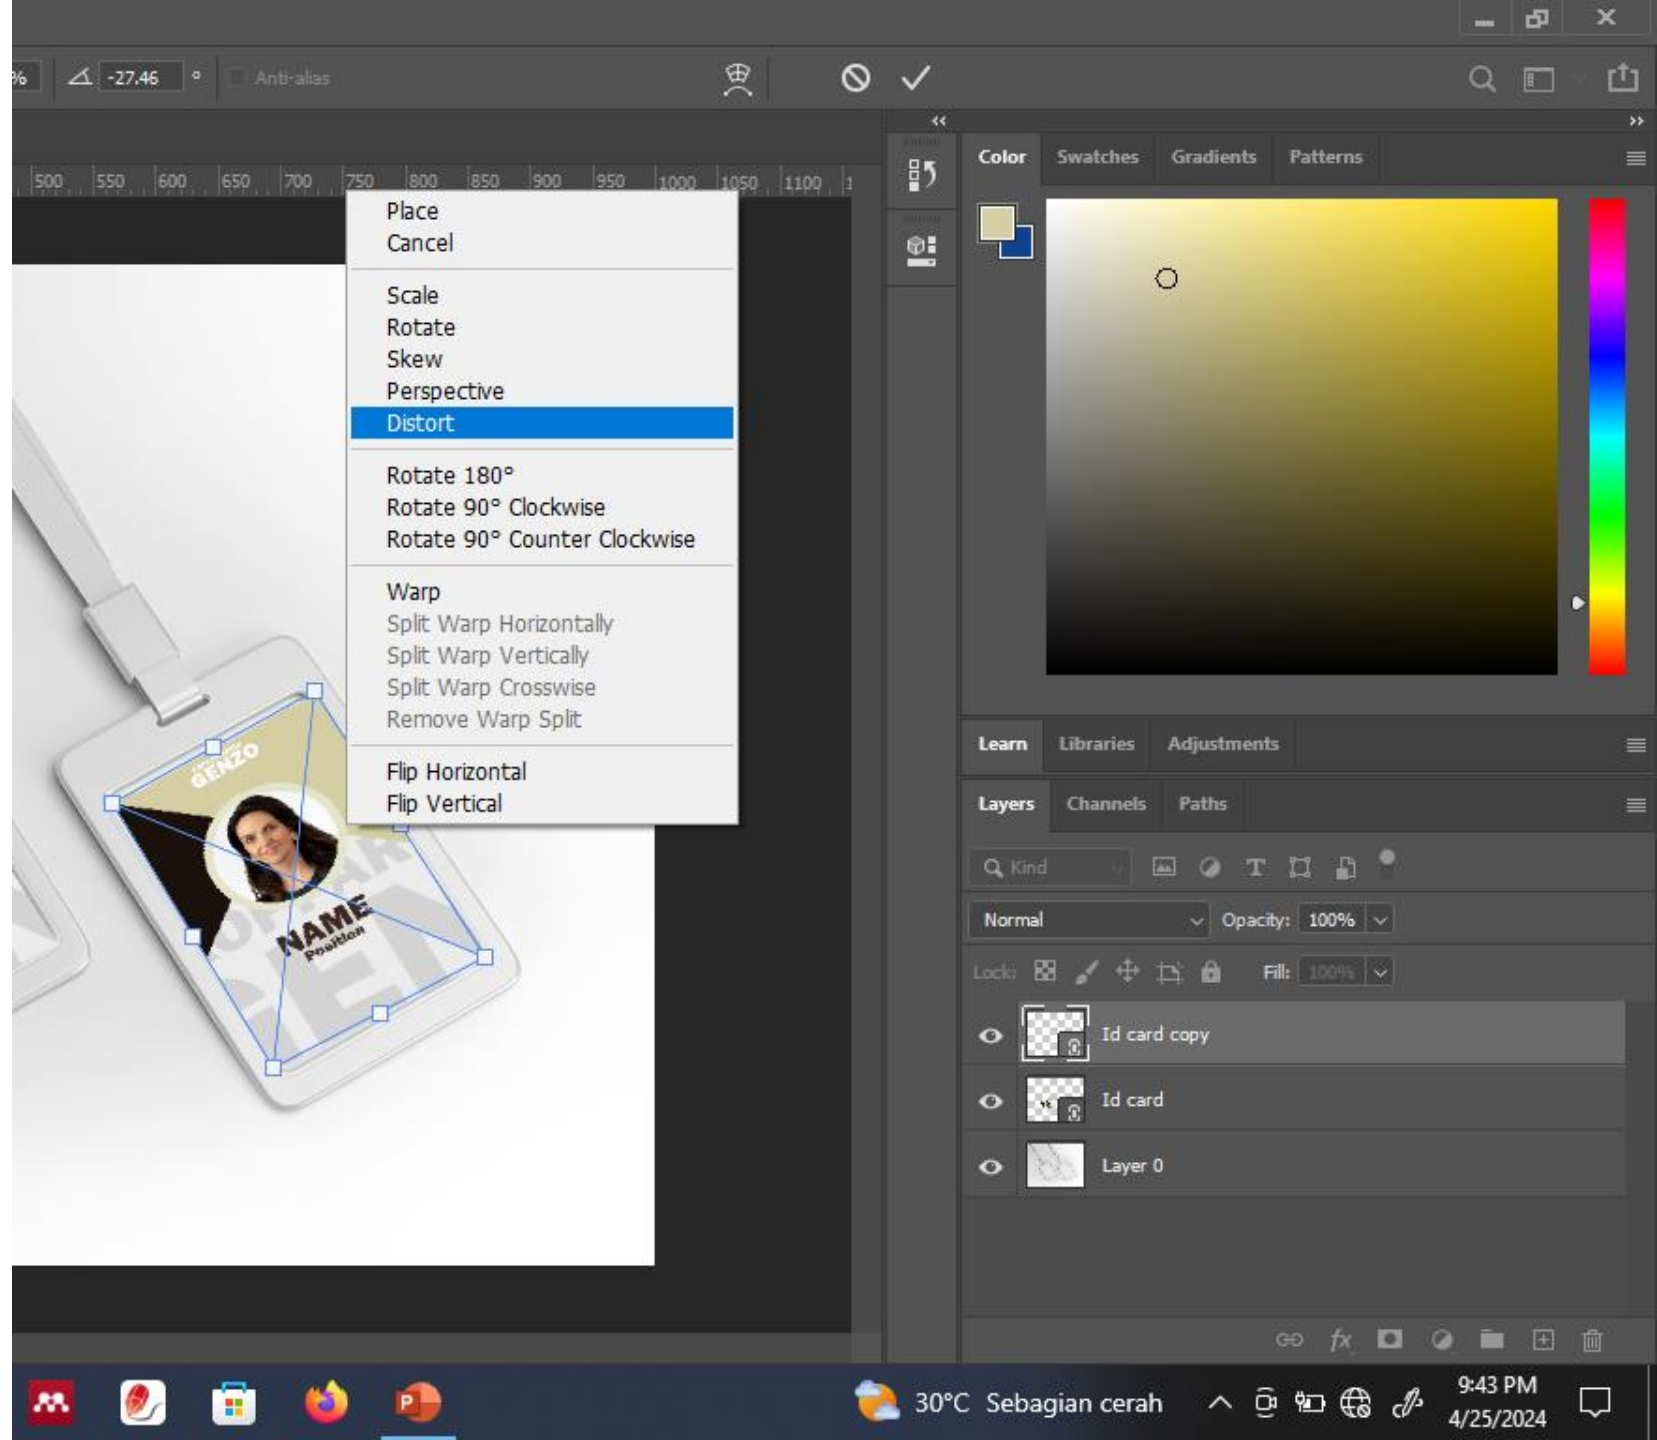 %
-27.46 °
Anti-alias
500 550 600 650 700 750 800 850 900 950 1000 1050 1100 1
Place
Cancel
Scale
Rotate
Skew
Perspective
Distort
Rotate 180°
Rotate 90° Clockwise
Rotate 90° Counter Clockwise
Warp
Split Warp Horizontally
Split Warp Vertically
Split Warp Crosswise
Remove Warp Split
Flip Horizontal
Flip Vertical
GENZO
NAME
Position
GEN
Color Swatches Gradients Patterns
Learn Libraries Adjustments
Layers Channels Paths
Kind
Normal Opacity: 100%
Lock: Fill: 100%
Id card copy
Id card
Layer 0
fx
30°C Sebagian cerah
9:43 PM
4/25/2024